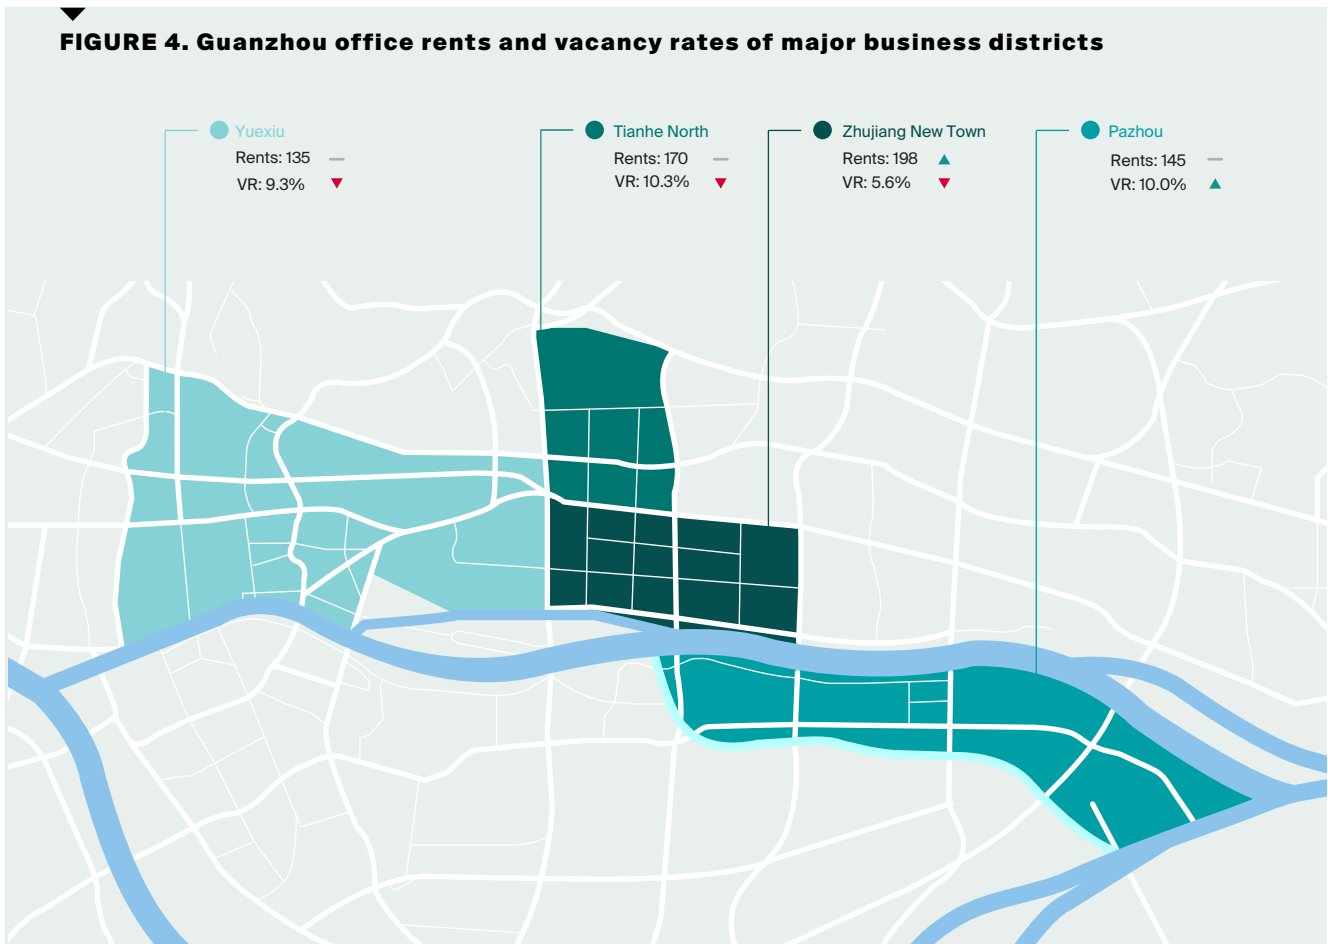 FIGURE 4. Guanzhou office rents and vacancy rates of major business districts
Yuexiu
Rents: 135
VR: 9.3%
Tianhe North
Rents: 170
VR: 10.3%
Zhujiang New Town
Rents: 198
VR: 5.6%
Pazhou
Rents: 145
VR: 10.0%